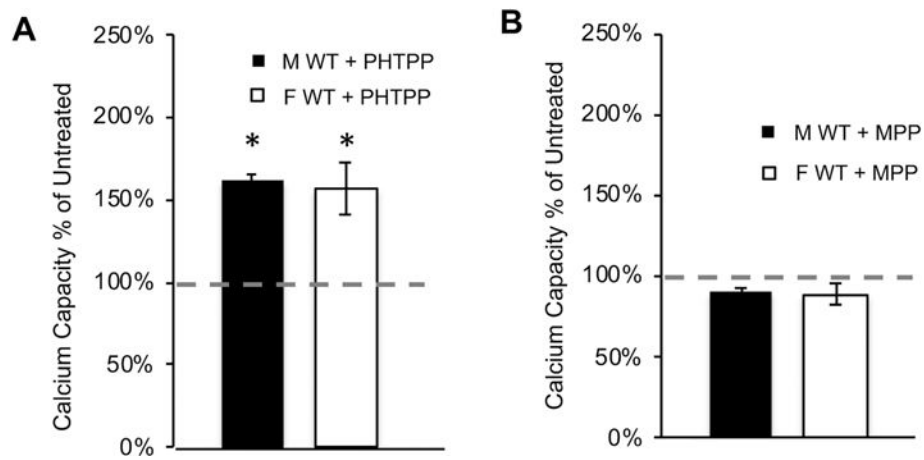 A
Calcium Capacity % of Untreated
250%
200%
150%
100%
50%
0%
M WT + PHTPP
F WT + PHTPP
* *
B
Calcium Capacity % of Untreated
250%
200%
150%
100%
50%
0%
M WT + MPP
F WT + MPP